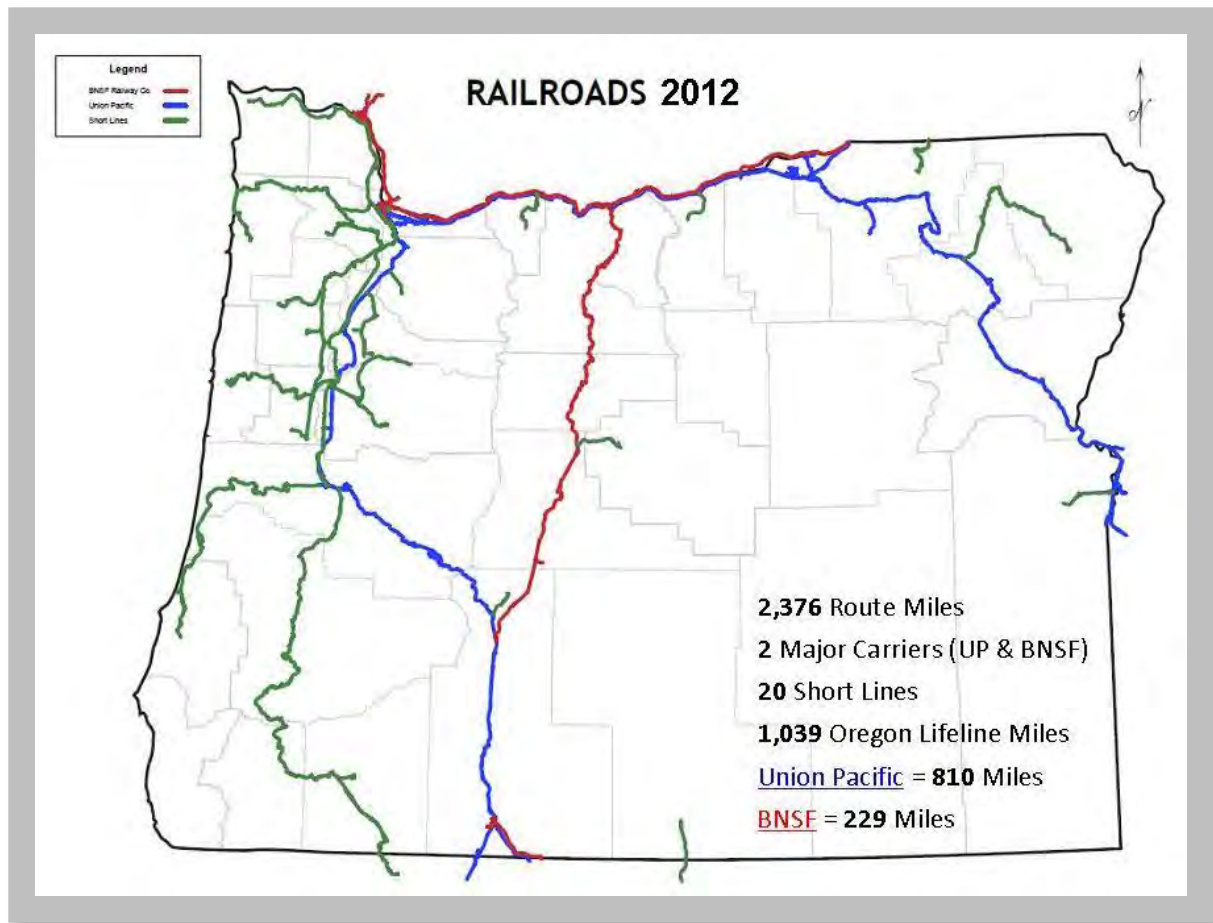 Legend
BNSF Railway Co.
Union Pacific
Short Lines
RAILROADS 2012
N
2,376 Route Miles
2 Major Carriers (UP & BNSF)
20 Short Lines
1,039 Oregon Lifeline Miles
Union Pacific = 810 Miles
BNSF = 229 Miles